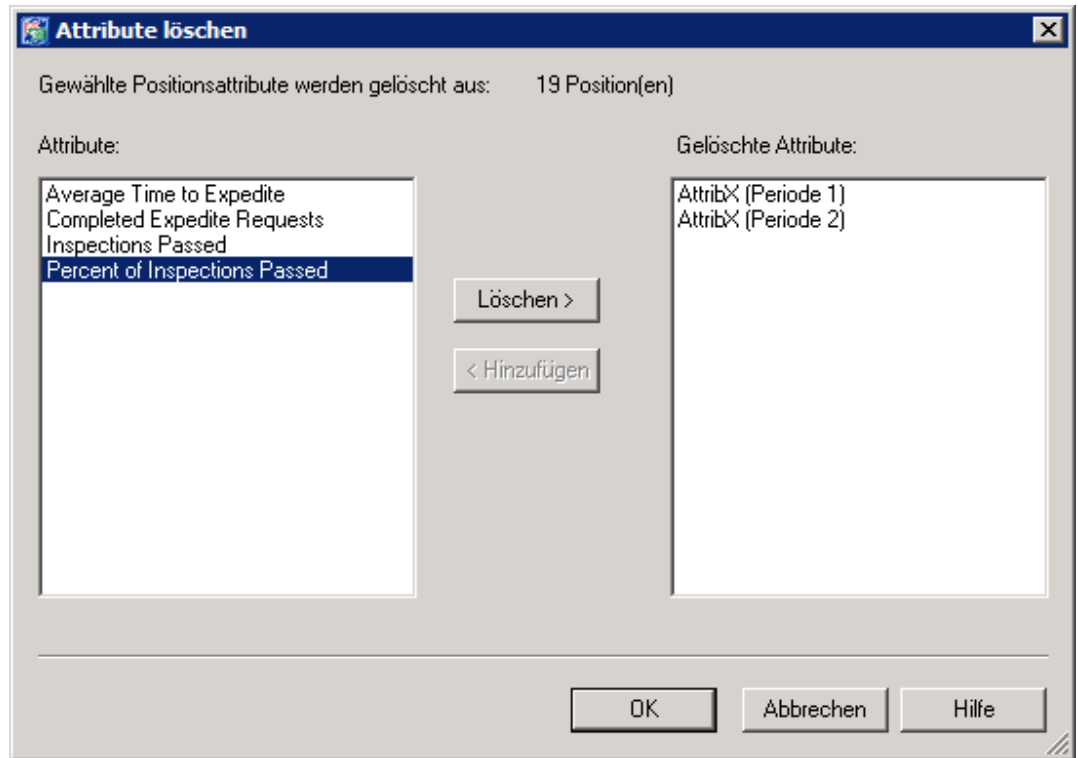 Attribute löschen
Gewählte Positionsattribute werden gelöscht aus: 19 Position(en)
Attribute:
Average Time to Expedite
Completed Expedite Requests
Inspections Passed
Percent of Inspections Passed
Löschen >
< Hinzufügen
Gelöschte Attribute:
AttribX (Periode 1)
AttribX (Periode 2)
OK Abbrechen Hilfe